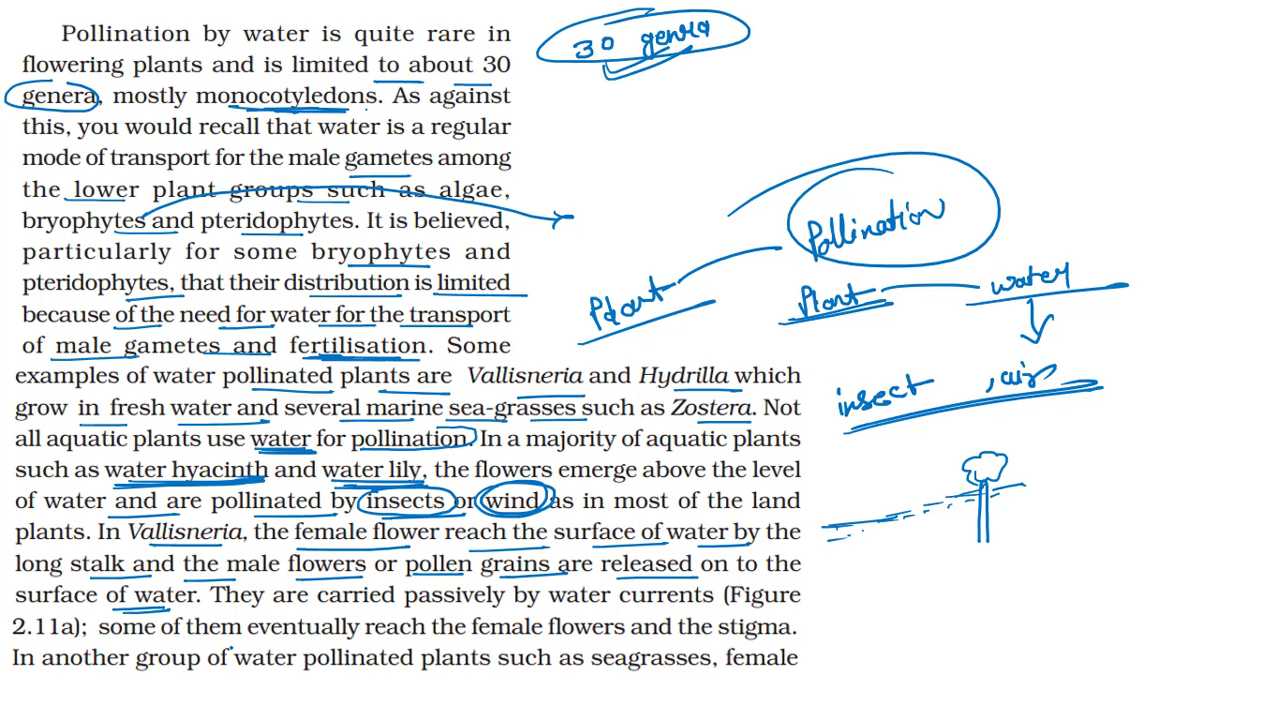 Pollination by water is quite rare in
flowering plants and is limited to about 30
genera, mostly monocotyledons. As against
this, you would recall that water is a regular
mode of transport for the male gametes among
the lower plant groups such as algae,
bryophytes and pteridophytes. It is believed,
particularly for some bryophytes and
pteridophytes, that their distribution is limited
because of the need for water for the transport
of male gametes and fertilisation. Some
examples of water pollinated plants are Vallisneria and Hydrilla which
grow in fresh water and several marine sea-grasses such as Zostera. Not
all aquatic plants use water for pollination. In a majority of aquatic plants
such as water hyacinth and water lily, the flowers emerge above the level
of water and are pollinated by insects or wind as in most of the land
plants. In Vallisneria, the female flower reach the surface of water by the
long stalk and the male flowers or pollen grains are released on to the
surface of water. They are carried passively by water currents (Figure
2.11a); some of them eventually reach the female flowers and the stigma.
In another group of water pollinated plants such as seagrasses, female
30 genra
Pollination
Plant
Plant
water
insect , air